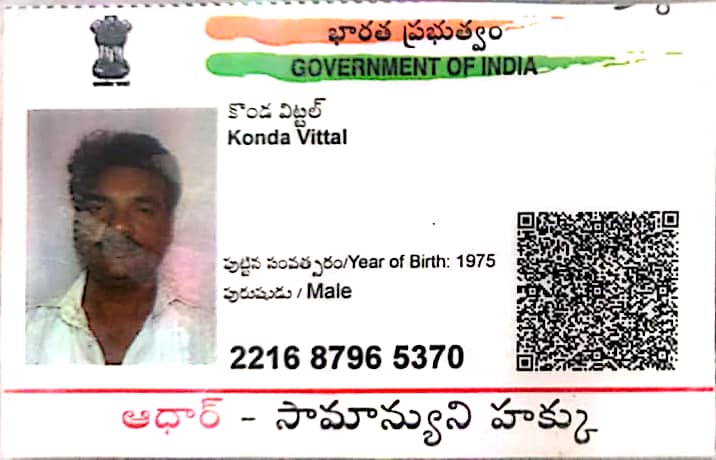 భారత ప్రభుత్వం
GOVERNMENT OF INDIA
కొండ విట్టల్
Konda Vittal
పుట్టిన సంవత్సరం/Year of Birth: 1975
పురుషుడు / Male
2216 8796 5370
ఆధార్ - సామాన్యుని హక్కు